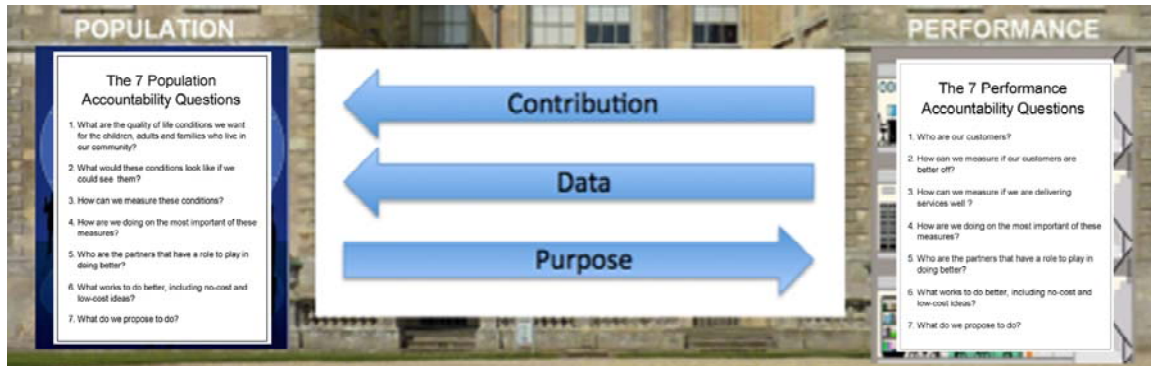 POPULATION
The 7 Population
Accountability Questions
1. What are the quality of life conditions we want
for the children, adults and families who live in
our community?
2. What would these conditions look like if we
could see them?
3. How can we measure these conditions?
4. How are we doing on the most important of these
measures?
5. Who are the partners that have a role to play in
doing better?
6. What works to do better, including no-cost and
low-cost ideas?
7. What do we propose to do?
Contribution
Data
Purpose
PERFORMANCE
The 7 Performance
Accountability Questions
1. Who are our customers?
2. How can we measure if our customers are
better off?
3. How can we measure if we are delivering
services well ?
4. How are we doing on the most important of these
measures?
5. Who are the partners that have a role to play in
doing better?
6. What works to do better, including no-cost and
low-cost ideas?
7. What do we propose to do?